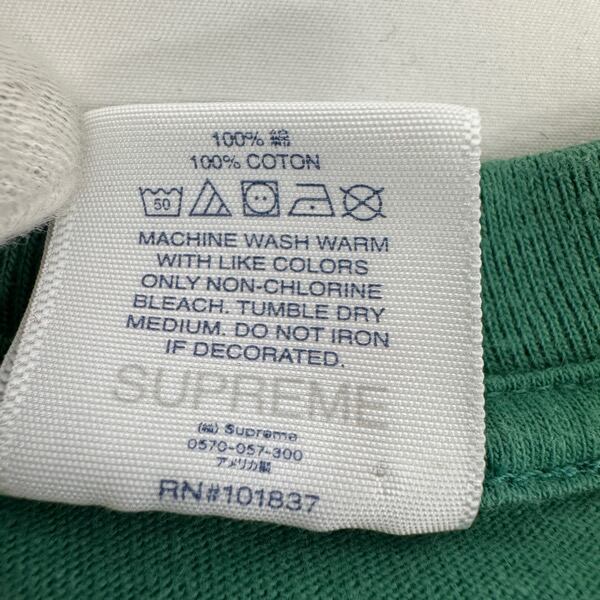 100% 綿
100% COTON
50
MACHINE WASH WARM
WITH LIKE COLORS
ONLY NON-CHLORINE
BLEACH. TUMBLE DRY
MEDIUM. DO NOT IRON
IF DECORATED.
SUPREME
Supreme
0570-057-300
アメリカ製
RN#101837